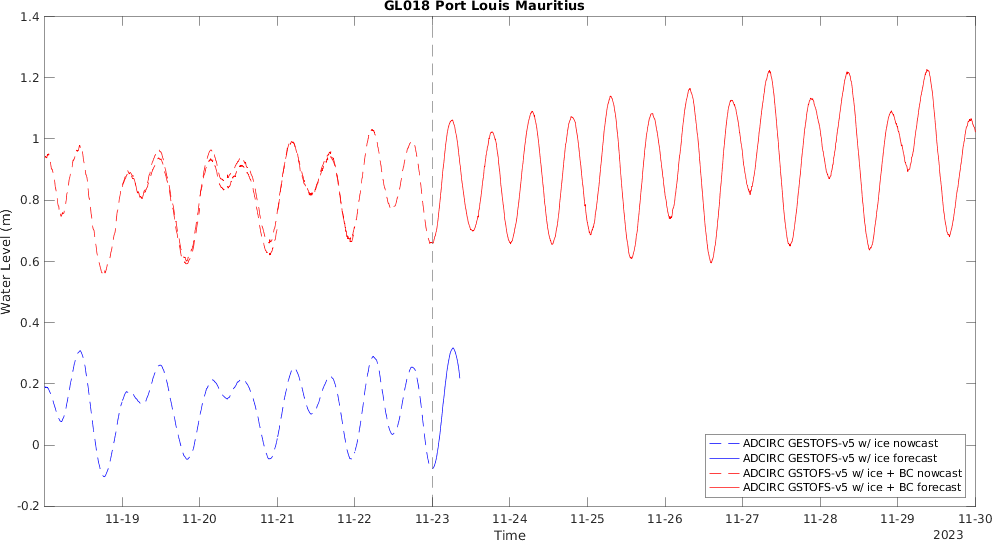 GL018 Port Louis Mauritius
1.4
1.2
1
0.8
0.6
0.4
0.2
0
-0.2
Water Level (m)
ADCIRC GESTOFS-v5 w/ ice nowcast
ADCIRC GESTOFS-v5 w/ ice forecast
ADCIRC GSTOFS-v5 w/ ice + BC nowcast
ADCIRC GSTOFS-v5 w/ ice + BC forecast
11-19 11-20 11-21 11-22 11-23 11-24 11-25 11-26 11-27 11-28 11-29 11-30
Time
2023